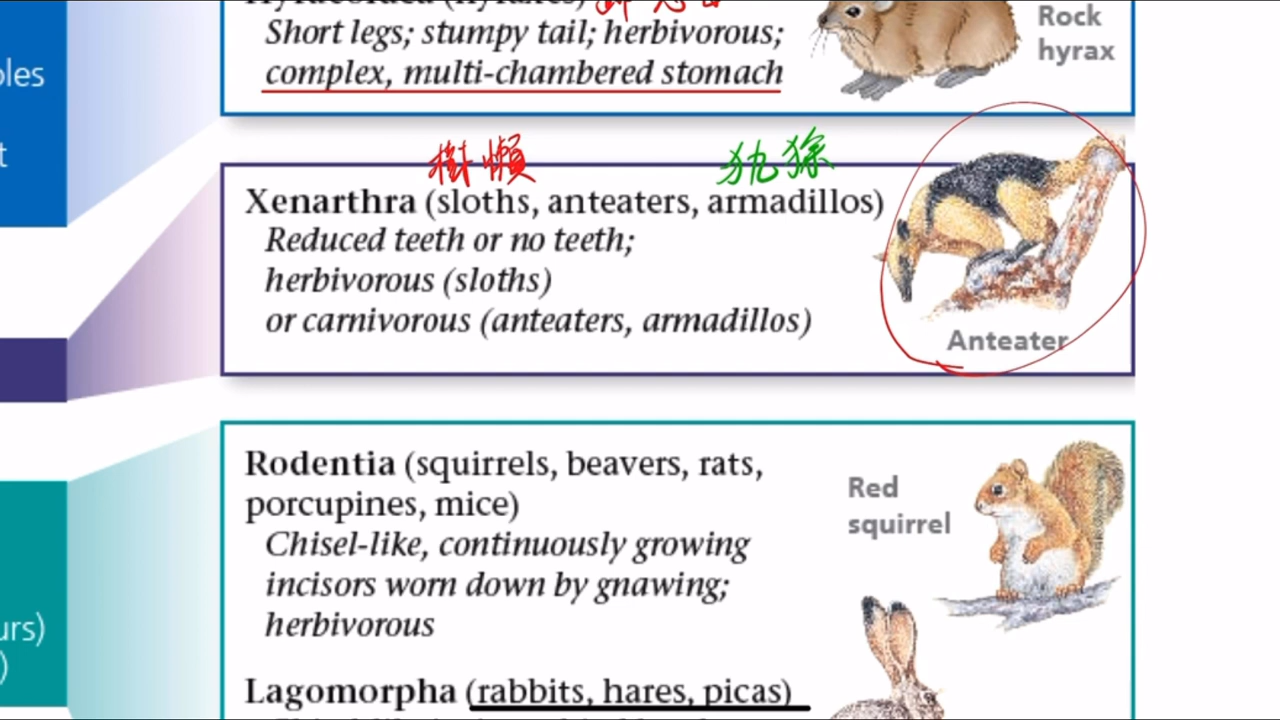 Short legs; stumpy tail; herbivorous;
Rock
hyrax
complex, multi-chambered stomach
樹懶
犰狳
Xenarthra (sloths, anteaters, armadillos)
Reduced teeth or no teeth;
herbivorous (sloths)
or carnivorous (anteaters, armadillos)
Anteater
Rodentia (squirrels, beavers, rats,
porcupines, mice)
Red
squirrel
Chisel-like, continuously growing
incisors worn down by gnawing;
herbivorous
Lagomorpha (rabbits, hares, picas)